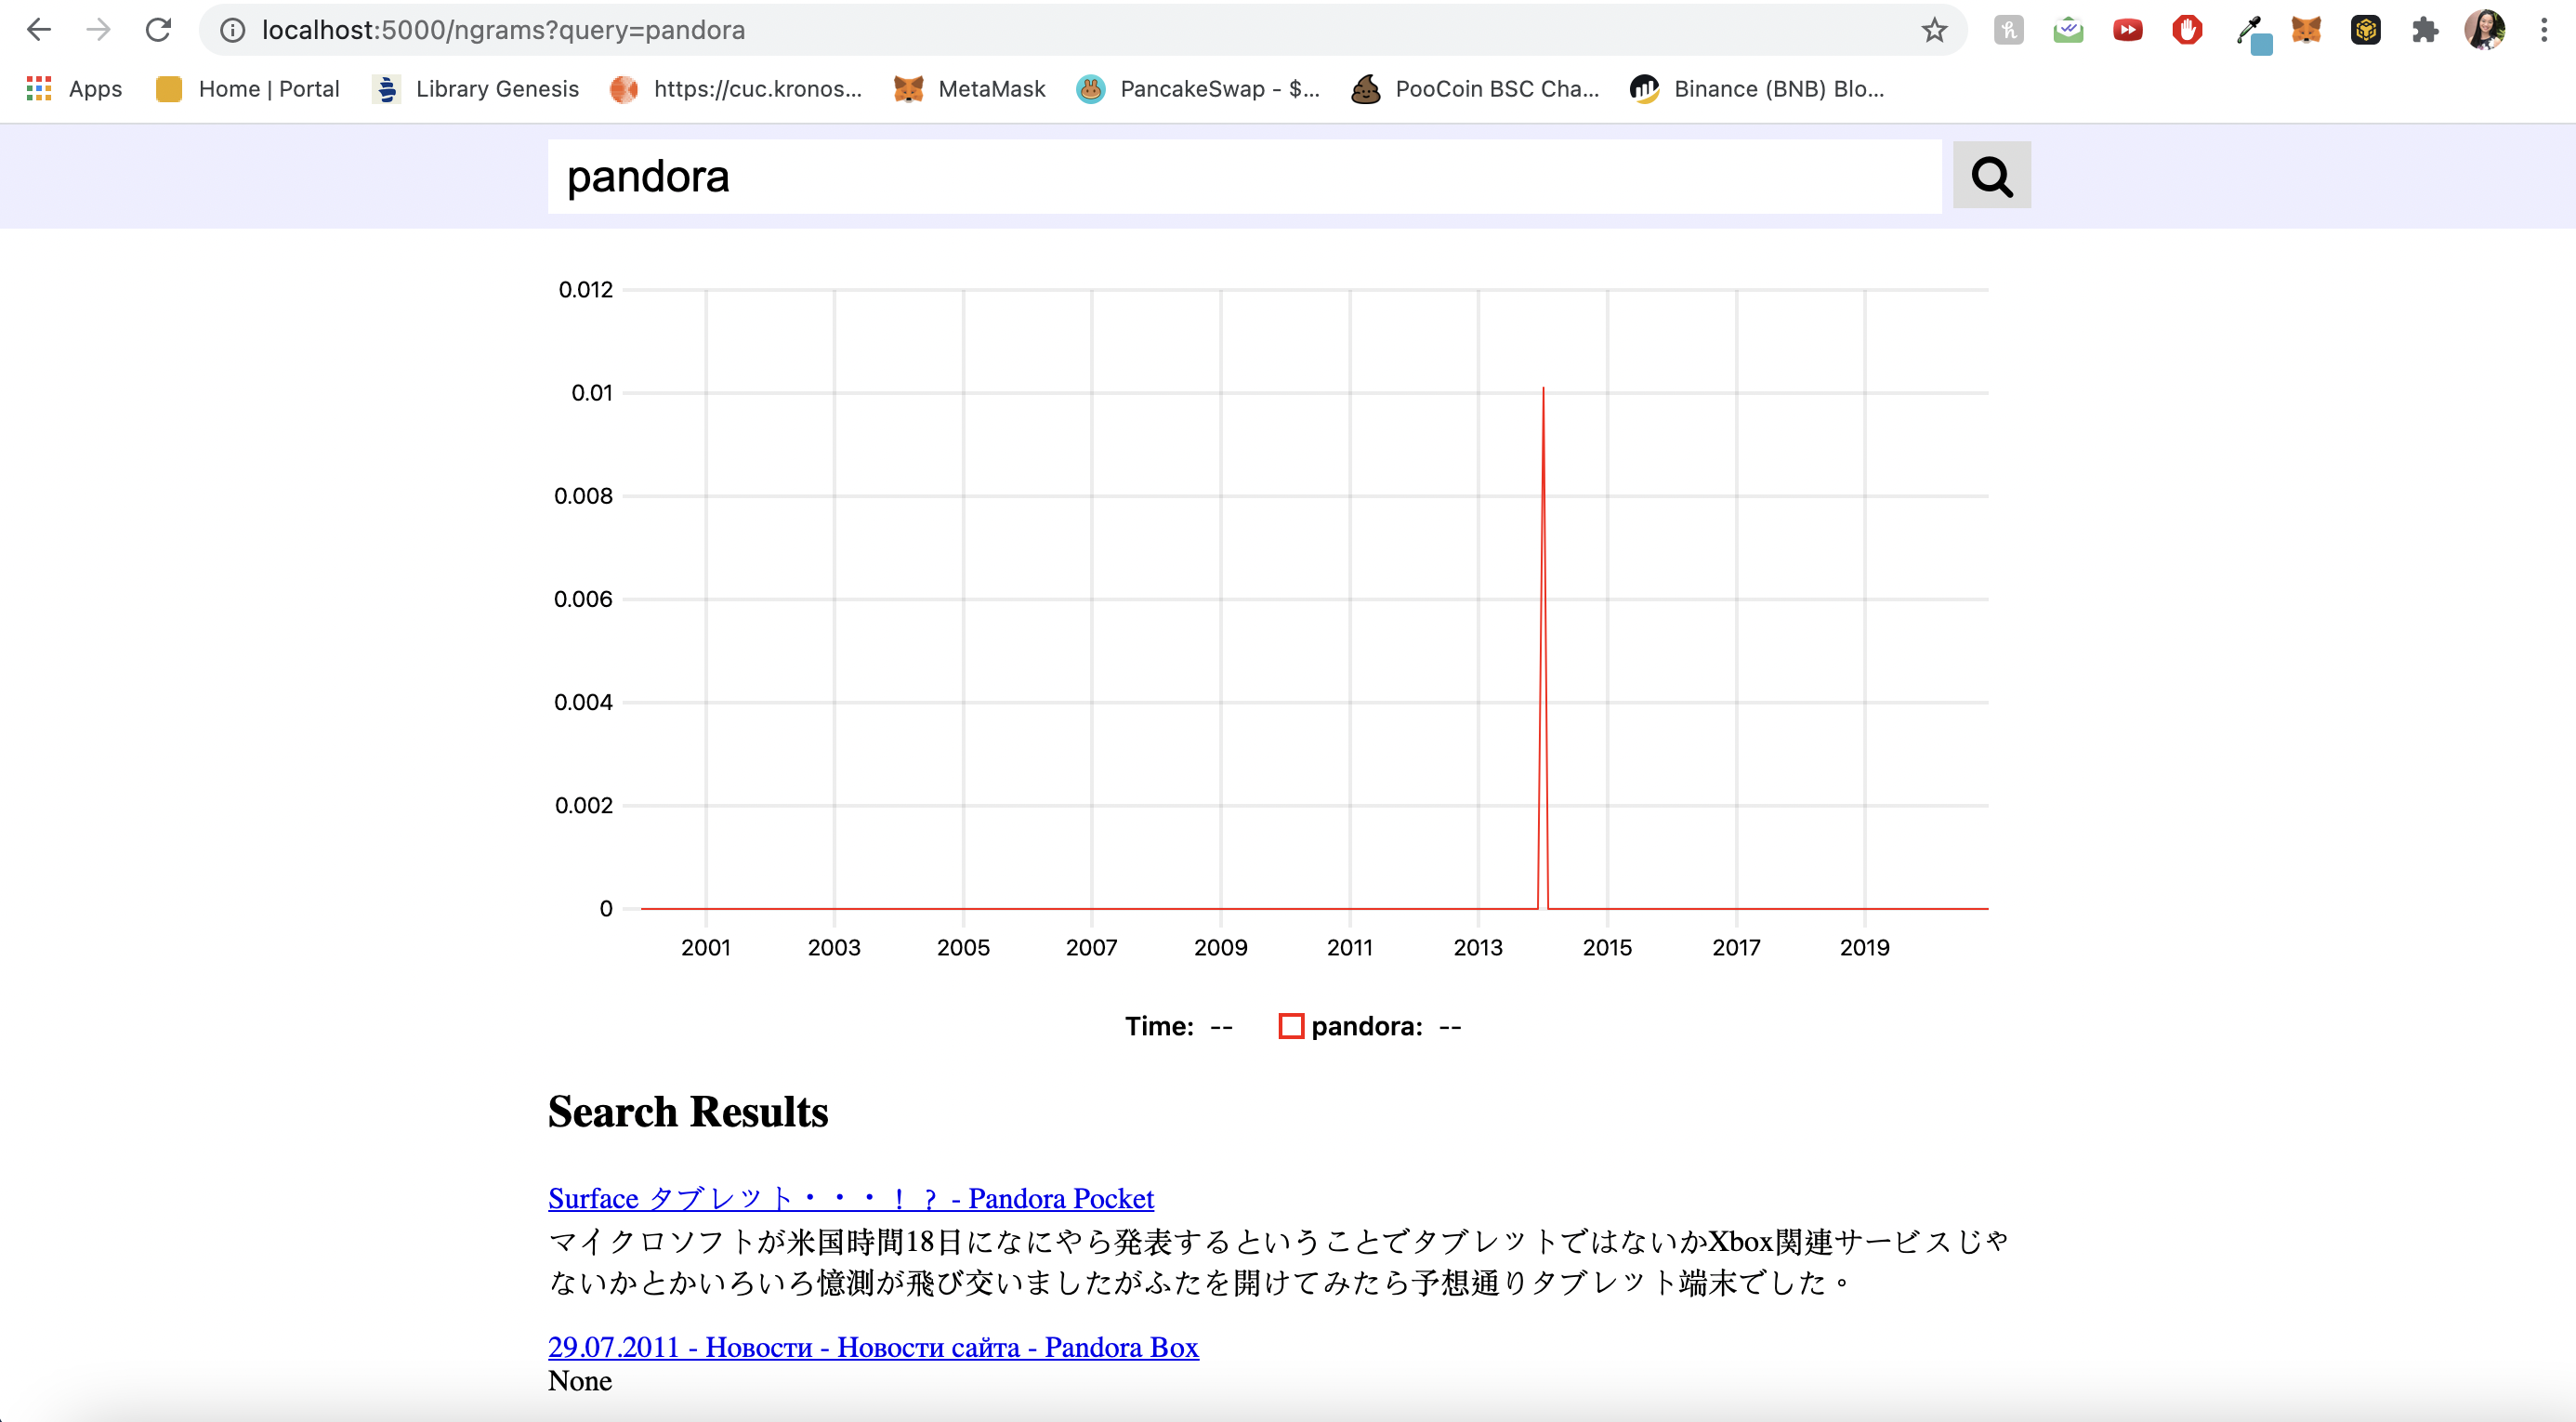 localhost:5000/ngrams?query=pandora
Apps Home | Portal Library Genesis https://cuc.kronos... MetaMask PancakeSwap - $... PooCoin BSC Cha... Binance (BNB) Blo...
pandora
0.012
0.01
0.008
0.006
0.004
0.002
0
2001 2003 2005 2007 2009 2011 2013 2015 2017 2019
Time: -- pandora: --
Search Results
Surface タブレット・・・！？ - Pandora Pocket
マイクロソフトが米国時間18日になにやら発表するということでタブレットではないかXbox関連サービスじゃ
ないかとかいろいろ憶測が飛び交いましたがふたを開けてみたら予想通りタブレット端末でした。
29.07.2011 - Новости - Новости сайта - Pandora Box
None